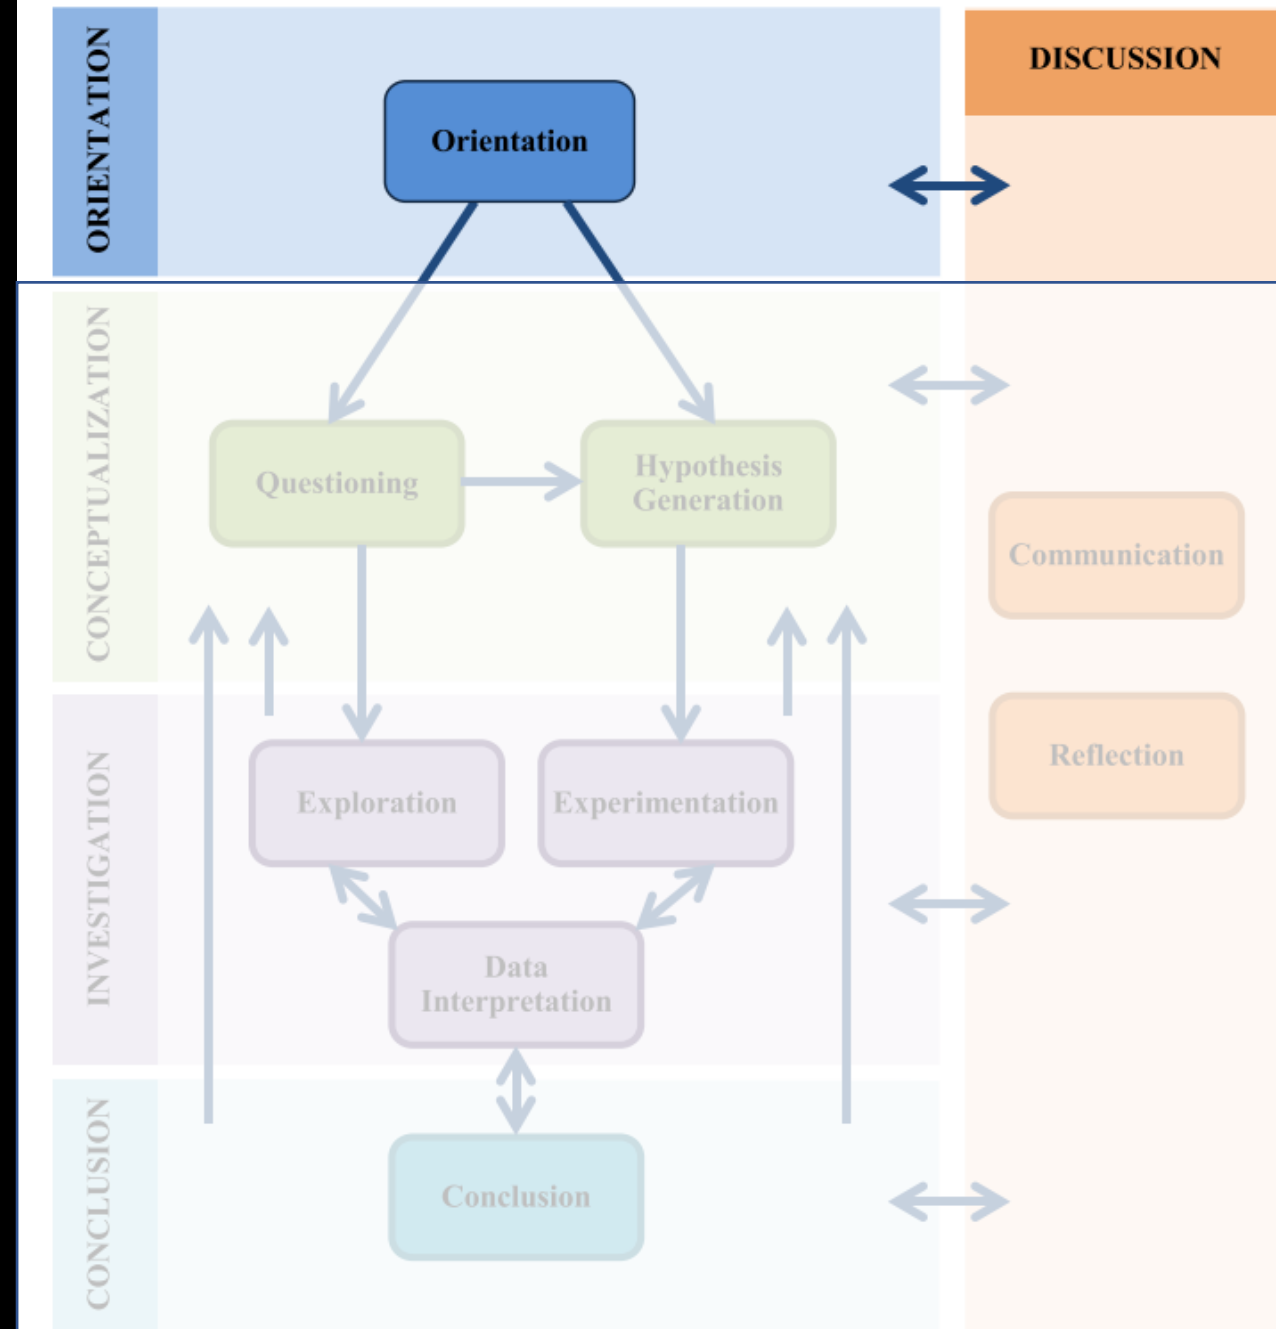 ORIENTATION
Orientation
DISCUSSION
CONCEPTUALIZATION
Questioning
Hypothesis
Generation
Communication
Reflection
INVESTIGATION
Exploration
Experimentation
Data
Interpretation
CONCLUSION
Conclusion